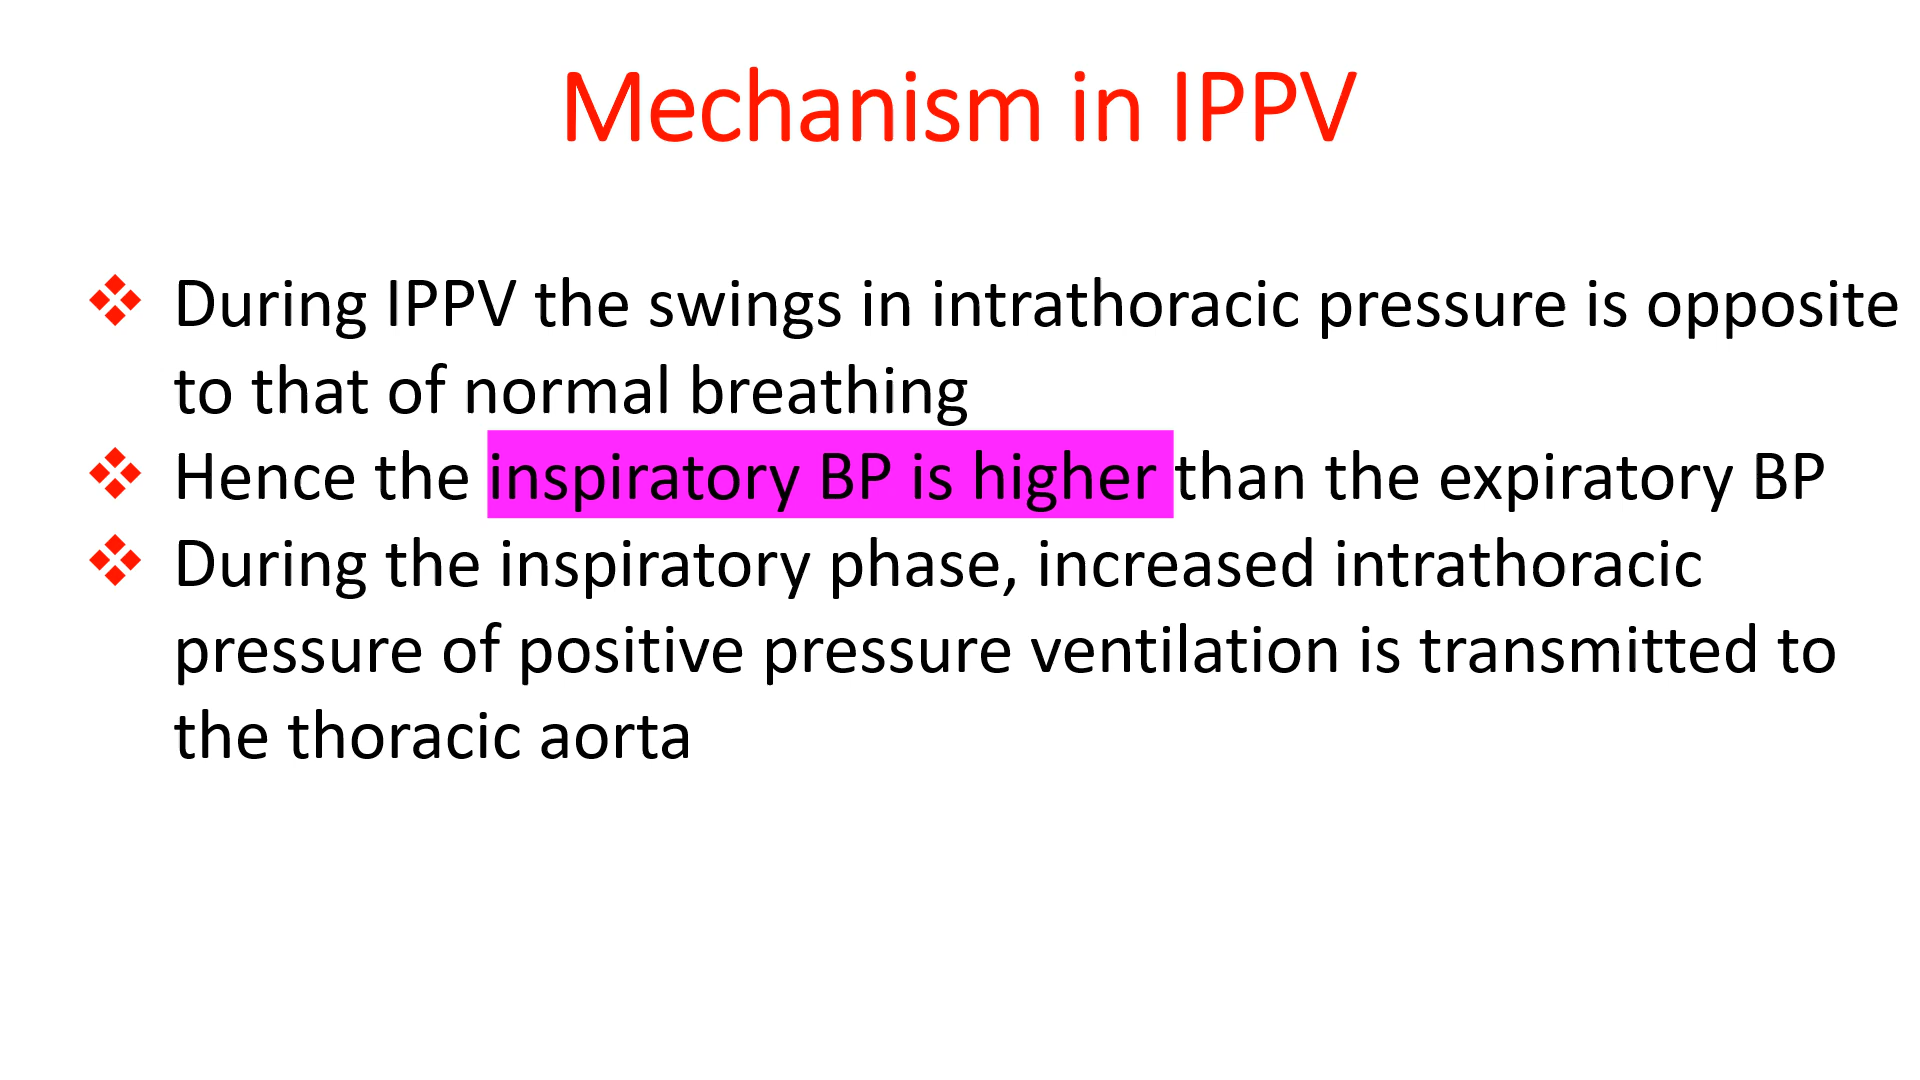 Mechanism in IPPV
During IPPV the swings in intrathoracic pressure is opposite
to that of normal breathing
Hence the inspiratory BP is higher than the expiratory BP
During the inspiratory phase, increased intrathoracic
pressure of positive pressure ventilation is transmitted to
the thoracic aorta